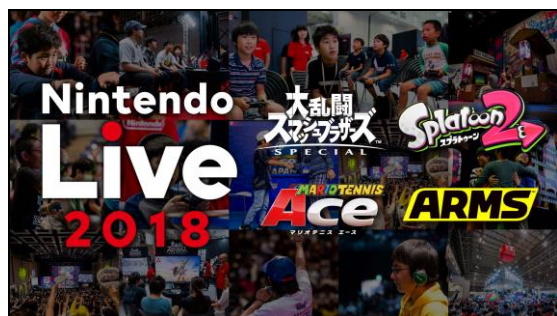 Nintendo
Live
2018
大乱闘
スマッシュブラザーズ
SPECIAL
Splatoon 2
スプラトゥーン
MARIO TENNIS
Ace
マリオテニス エース
ARMS